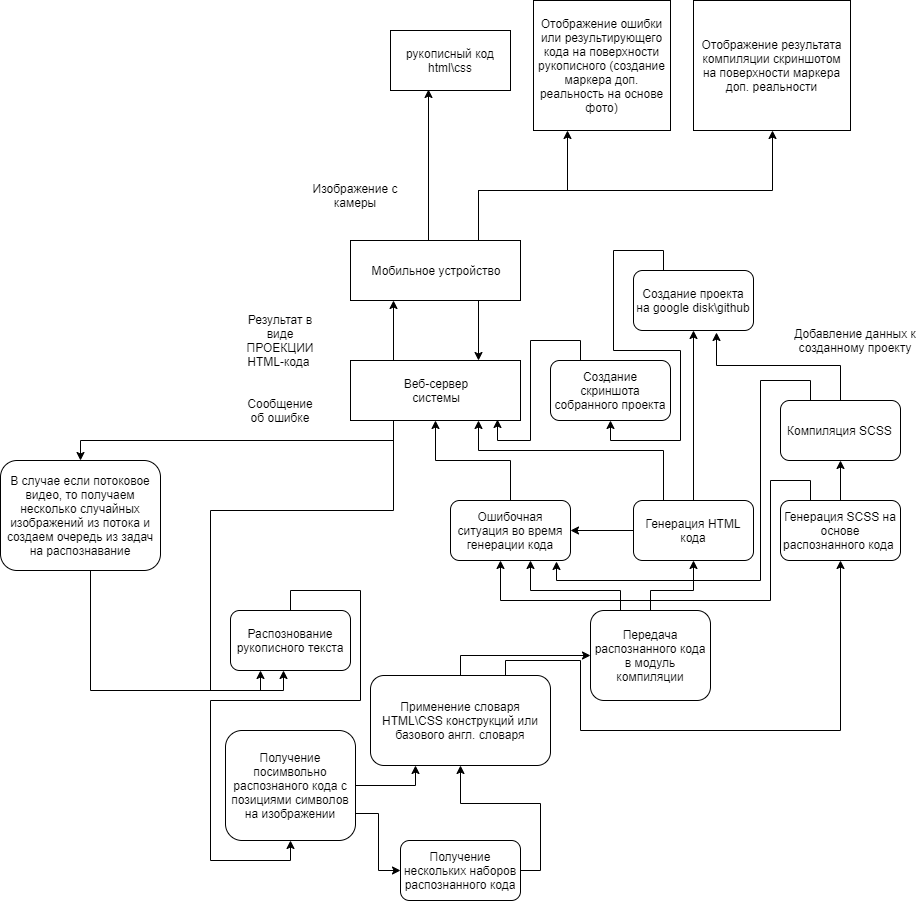 рукописный код
html\css
Отображение ошибки
или результирующего
кода на поверхности
рукописного (создание
маркера доп.
реальность на основе
фото)
Отображение результата
компиляции скриншотом
на поверхности маркера
доп. реальности
Изображение с
камеры
Мобильное устройство
Создание проекта
на google disk\github
Результат в
виде
ПРОЕКЦИИ
HTML-кода
Добавление данных к
созданному проекту
Веб-сервер
системы
Создание
скриншота
собранного проекта
Сообщение
об ошибке
Компиляция SCSS
В случае если потоковое
видео, то получаем
несколько случайных
изображений из потока и
создаем очередь из задач
на распознавание
Ошибочная
ситуация во время
генерации кода
Генерация HTML
кода
Генерация SCSS на
основе
распознанного кода
Распознование
рукописного текста
Передача
распознанного кода
в модуль
компиляции
Применение словаря
HTML\CSS конструкций или
базового англ. словаря
Получение
посимвольно
распознаного кода с
позициями символов
на изображении
Получение
нескольких наборов
распознанного кода